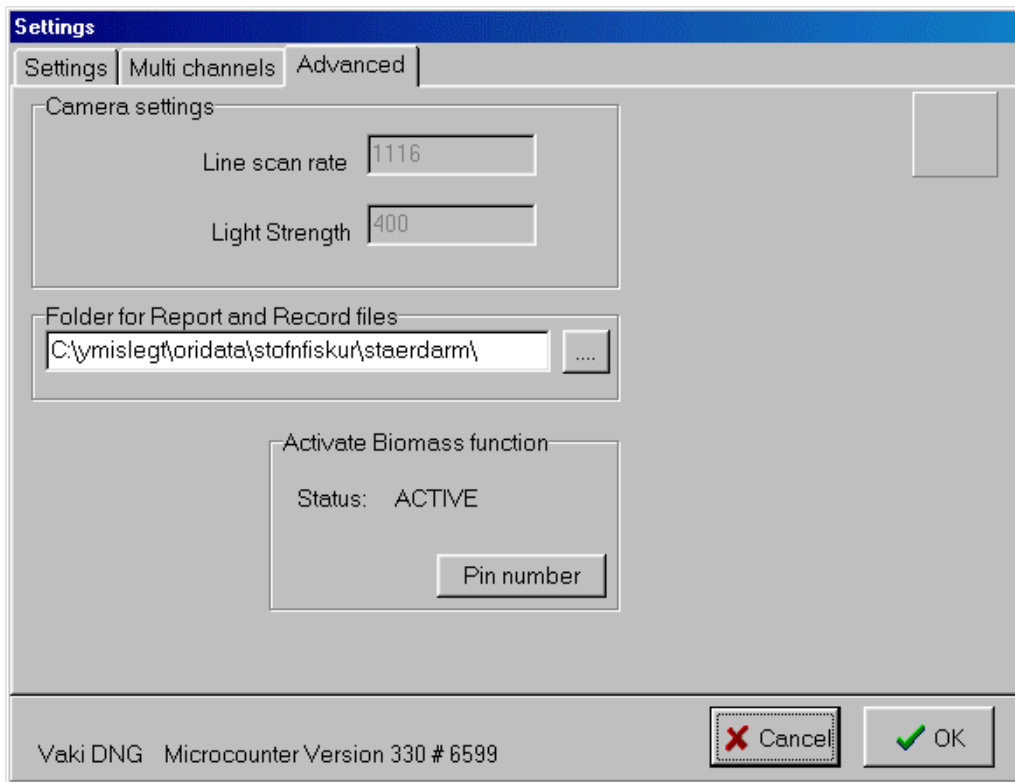 Settings
Settings Multi channels Advanced
Camera settings
Line scan rate 1116
Light Strength 400
Folder for Report and Record files
C:\ymislegt\oridata\stofnfiskur\staerdarm\ ....
Activate Biomass function
Status: ACTIVE
Pin number
Cancel OK
Vaki DNG Microcounter Version 330 # 6599